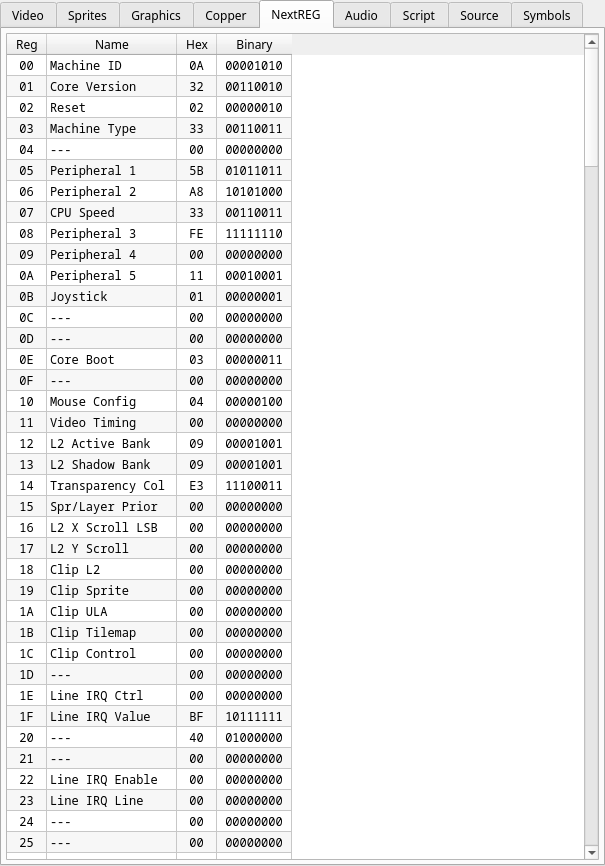 Video Sprites Graphics Copper NextREG Audio Script Source Symbols
Reg Name Hex Binary
00 Machine ID 0A 00001010
01 Core Version 32 00110010
02 Reset 02 00000010
03 Machine Type 33 00110011
04 --- 00 00000000
05 Peripheral 1 5B 01011011
06 Peripheral 2 A8 10101000
07 CPU Speed 33 00110011
08 Peripheral 3 FE 11111110
09 Peripheral 4 00 00000000
0A Peripheral 5 11 00010001
0B Joystick 01 00000001
0C --- 00 00000000
0D --- 00 00000000
0E Core Boot 03 00000011
0F --- 00 00000000
10 Mouse Config 04 00000100
11 Video Timing 00 00000000
12 L2 Active Bank 09 00001001
13 L2 Shadow Bank 09 00001001
14 Transparency Col E3 11100011
15 Spr/Layer Prior 00 00000000
16 L2 X Scroll LSB 00 00000000
17 L2 Y Scroll 00 00000000
18 Clip L2 00 00000000
19 Clip Sprite 00 00000000
1A Clip ULA 00 00000000
1B Clip Tilemap 00 00000000
1C Clip Control 00 00000000
1D --- 00 00000000
1E Line IRQ Ctrl 00 00000000
1F Line IRQ Value BF 10111111
20 --- 40 01000000
21 --- 00 00000000
22 Line IRQ Enable 00 00000000
23 Line IRQ Line 00 00000000
24 --- 00 00000000
25 --- 00 00000000